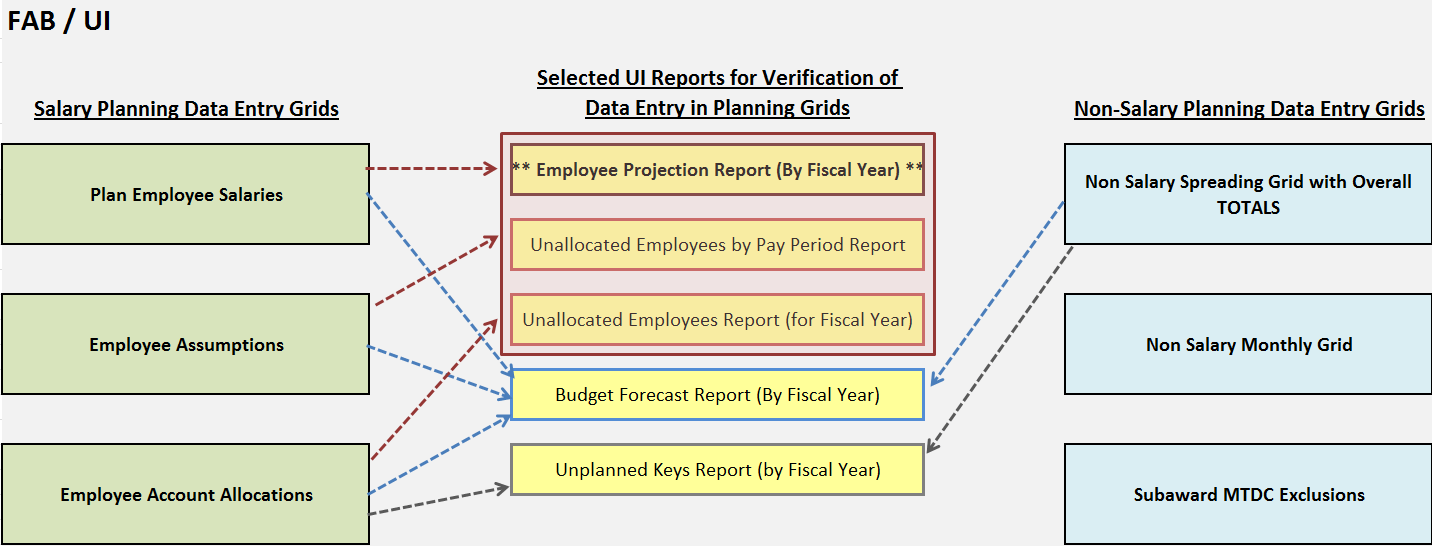 FAB / UI
Salary Planning Data Entry Grids
Selected UI Reports for Verification of
Data Entry in Planning Grids
Non-Salary Planning Data Entry Grids
Plan Employee Salaries
Employee Assumptions
Employee Account Allocations
** Employee Projection Report (By Fiscal Year) **
Unallocated Employees by Pay Period Report
Unallocated Employees Report (for Fiscal Year)
Budget Forecast Report (By Fiscal Year)
Unplanned Keys Report (by Fiscal Year)
Non Salary Spreading Grid with Overall
TOTALS
Non Salary Monthly Grid
Subaward MTDC Exclusions